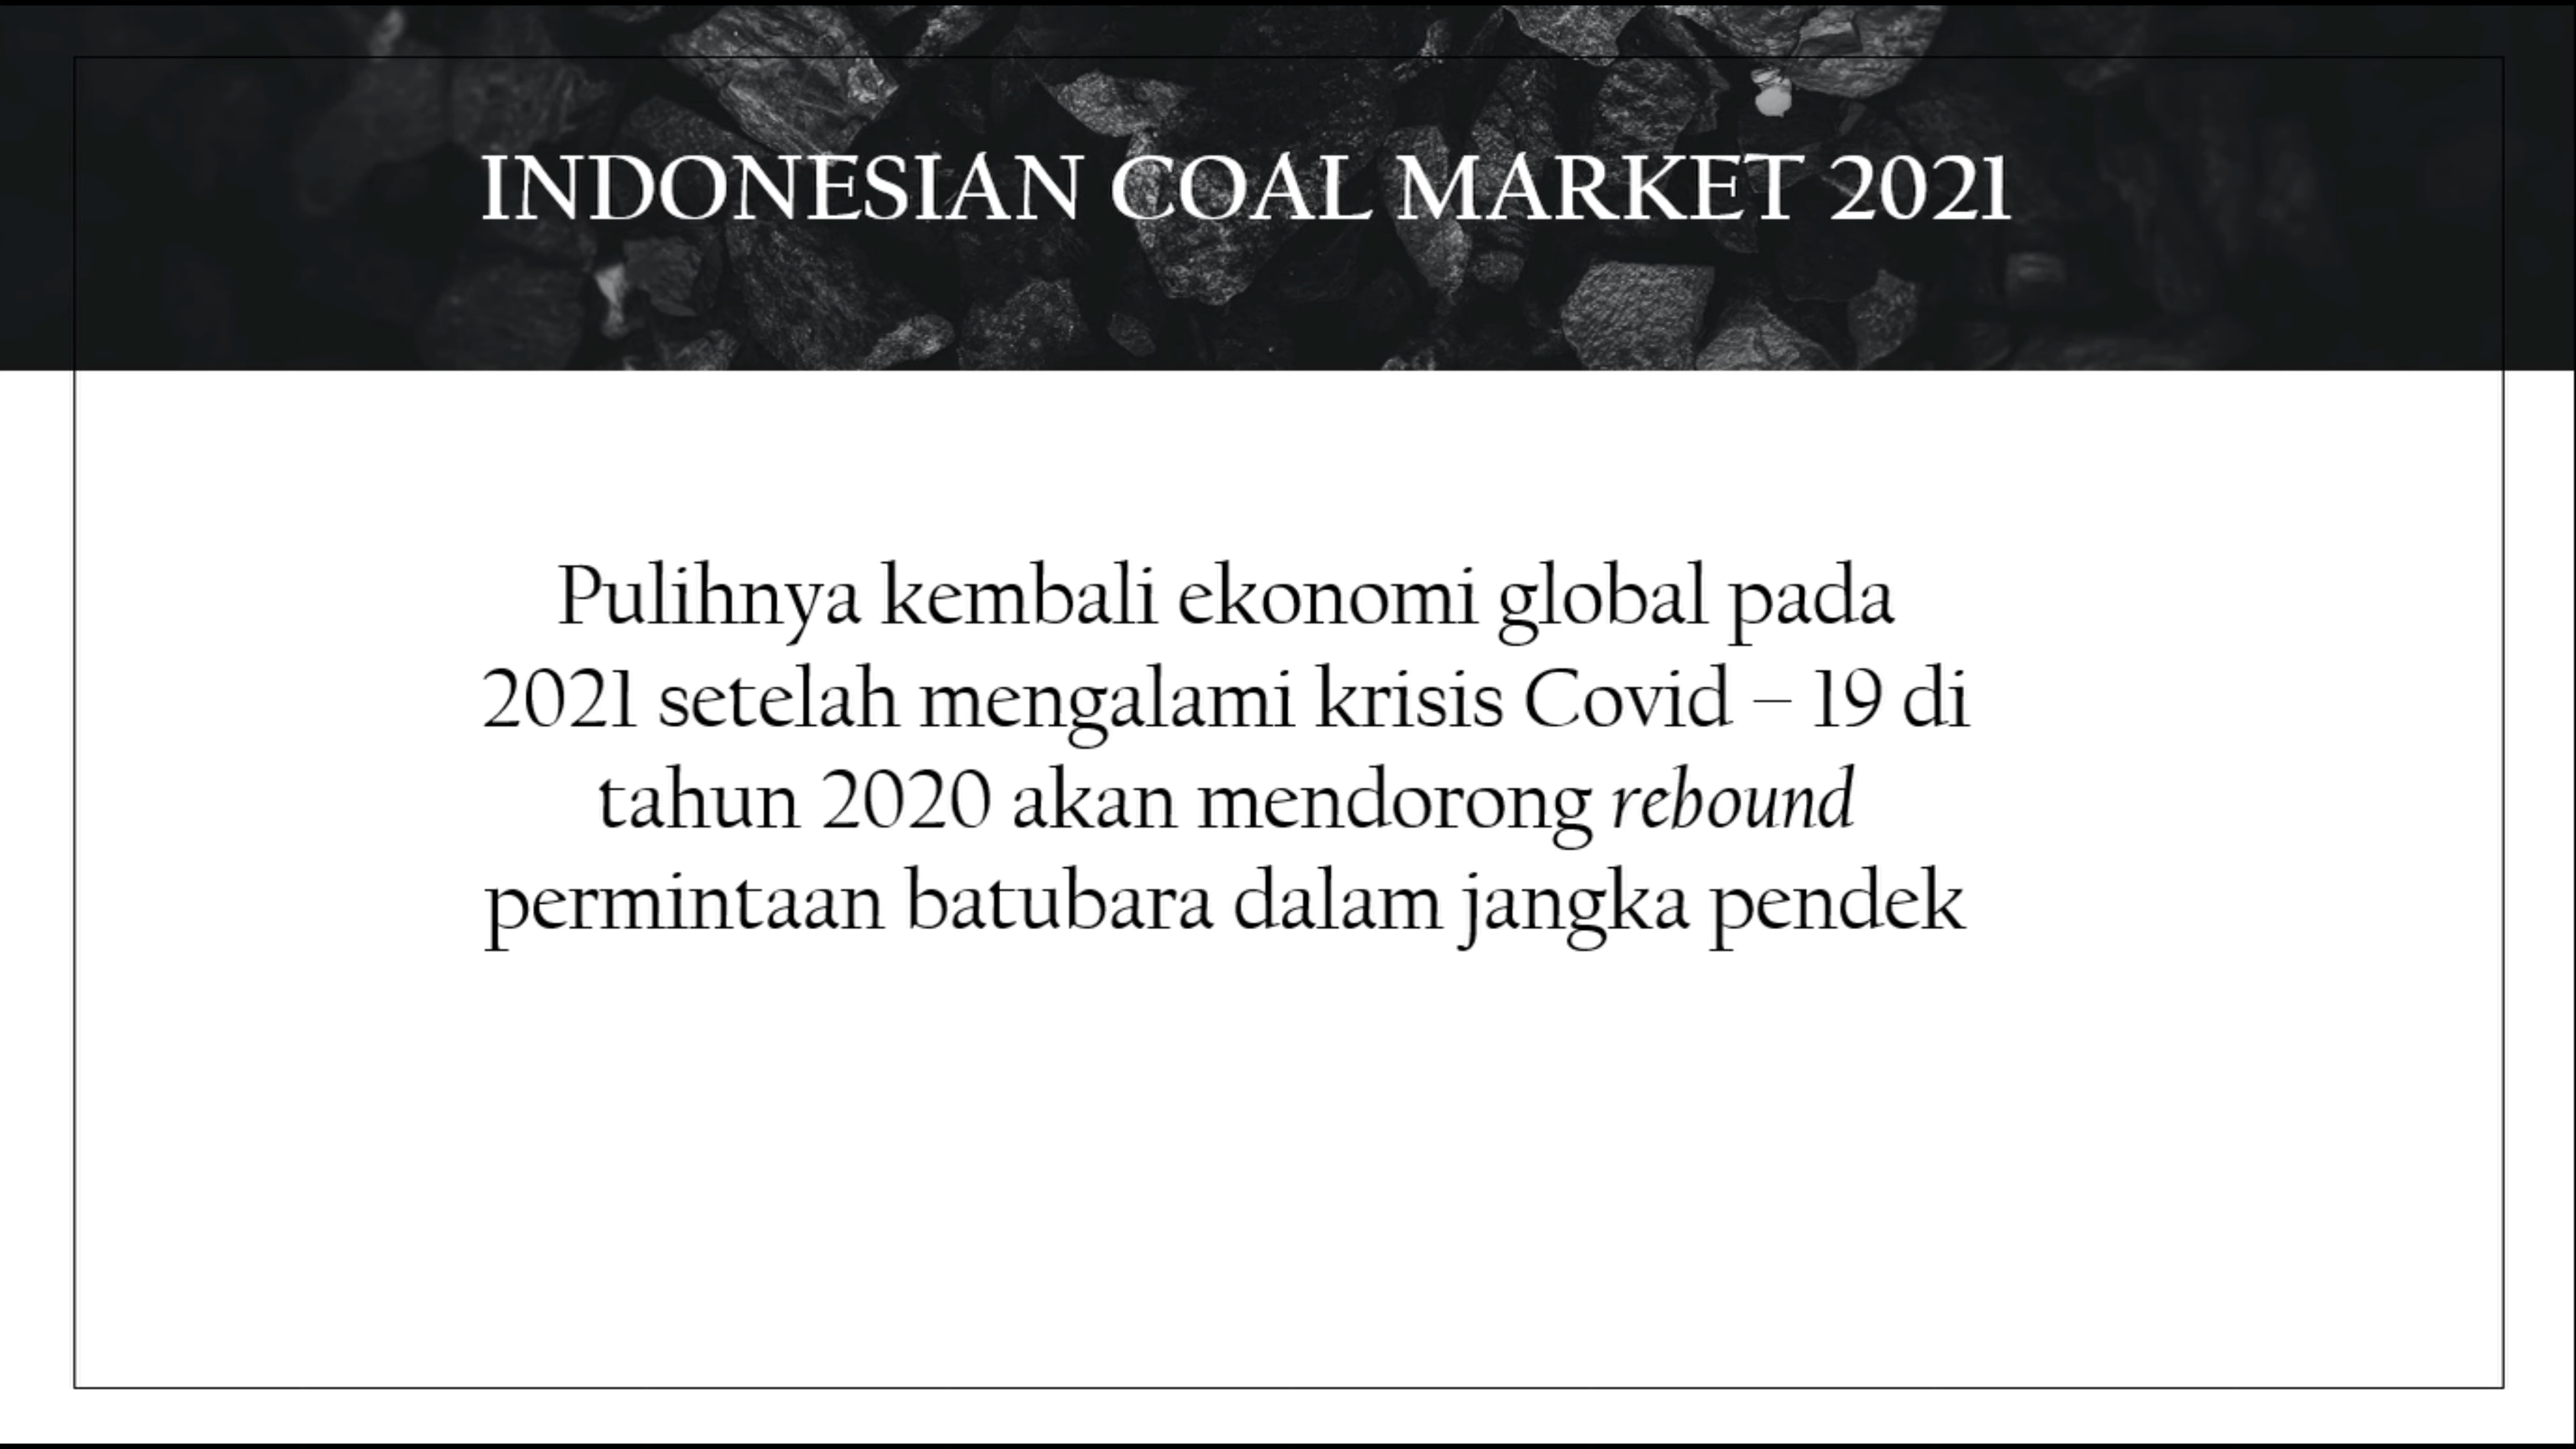 INDONESIAN COAL MARKET 2021
Pulihnya kembali ekonomi global pada
2021 setelah mengalami krisis Covid – 19 di
tahun 2020 akan mendorong rebound
permintaan batubara dalam jangka pendek